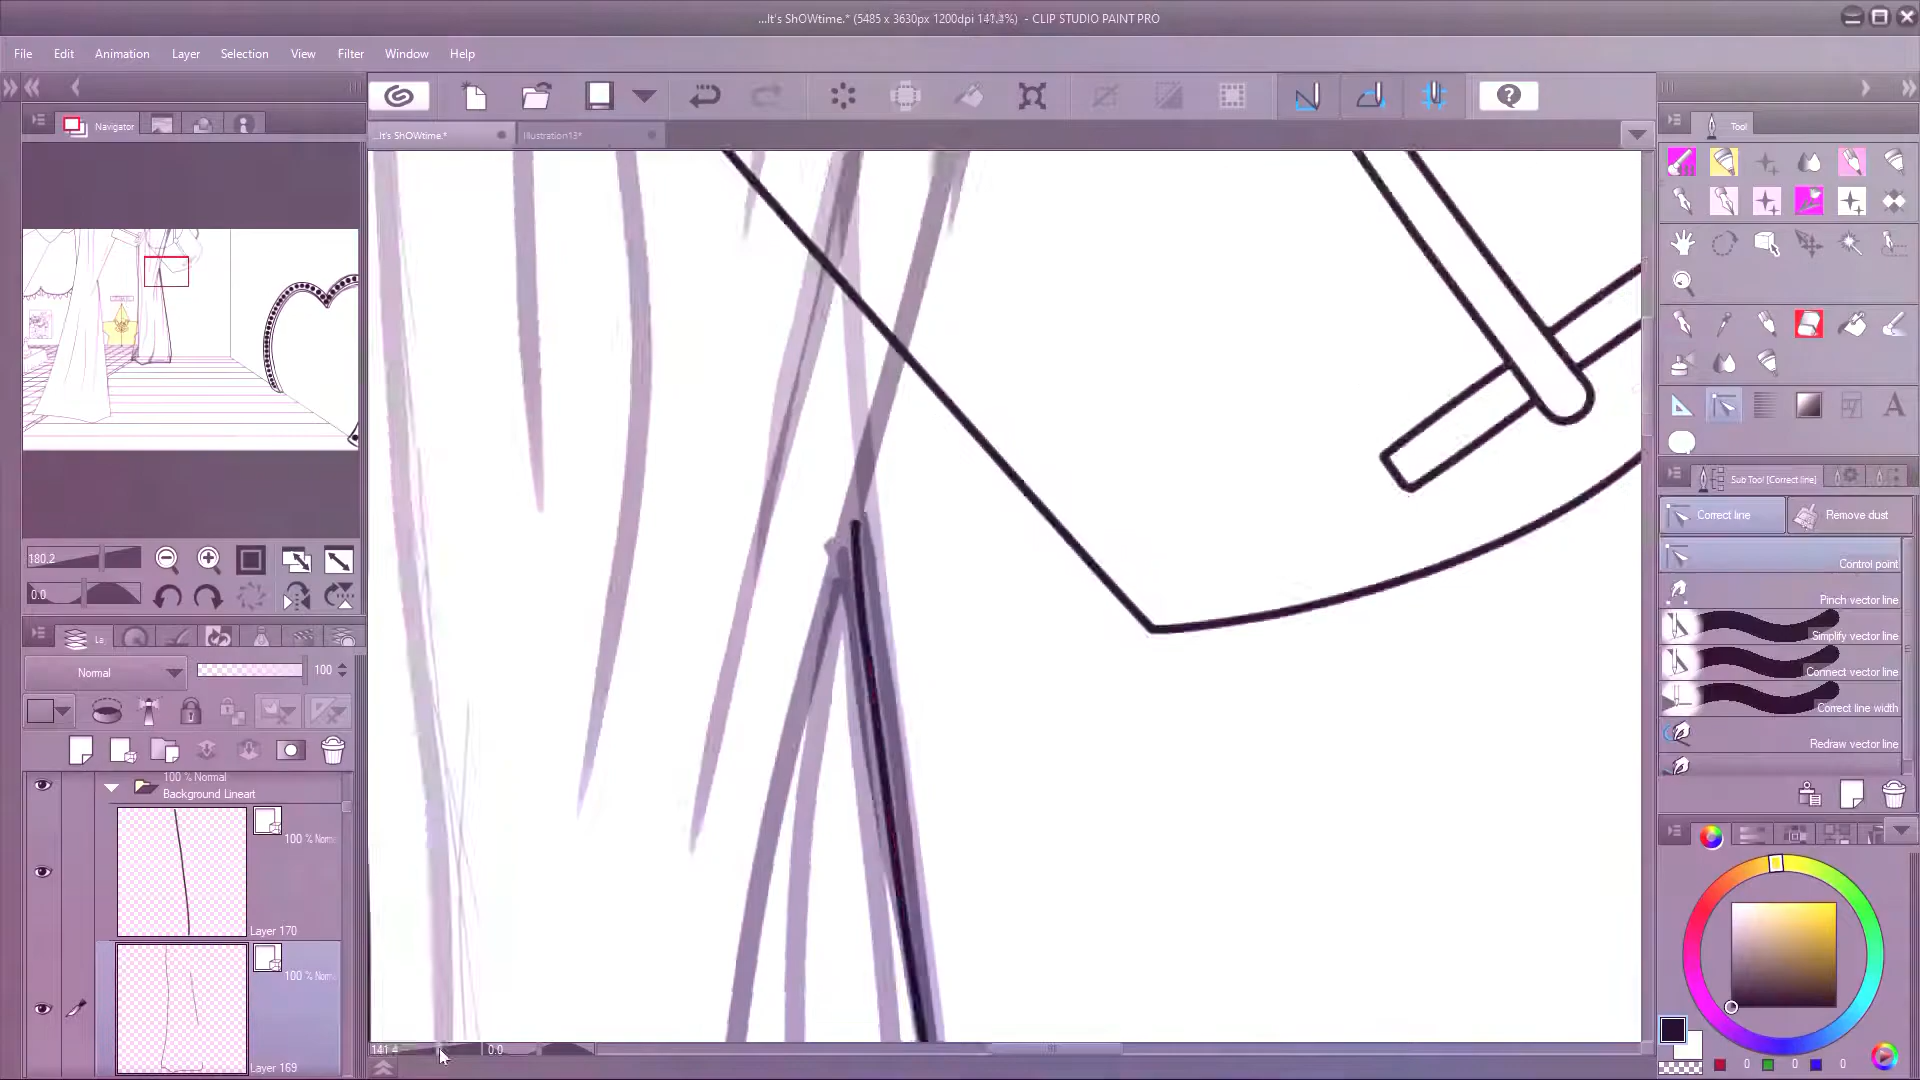 ...It's ShOWtime.* (5485 x 3630px 1200dpi 141.4%) - CLIP STUDIO PAINT PRO
File Edit Animation Layer Selection View Filter Window Help
Navigator
...It's ShOWtime.*
Illustration13*
Tool
180.2
0.0
La
Normal
100
100 % Normal
Background Lineart
100 % Norm
Layer 170
100 % Norm
Layer 169
141.4
0.0
Sub Tool [Correct line]
Correct line
Remove dust
Control point
Pinch vector line
Simplify vector line
Connect vector line
Correct line width
Redraw vector line
0 0 0